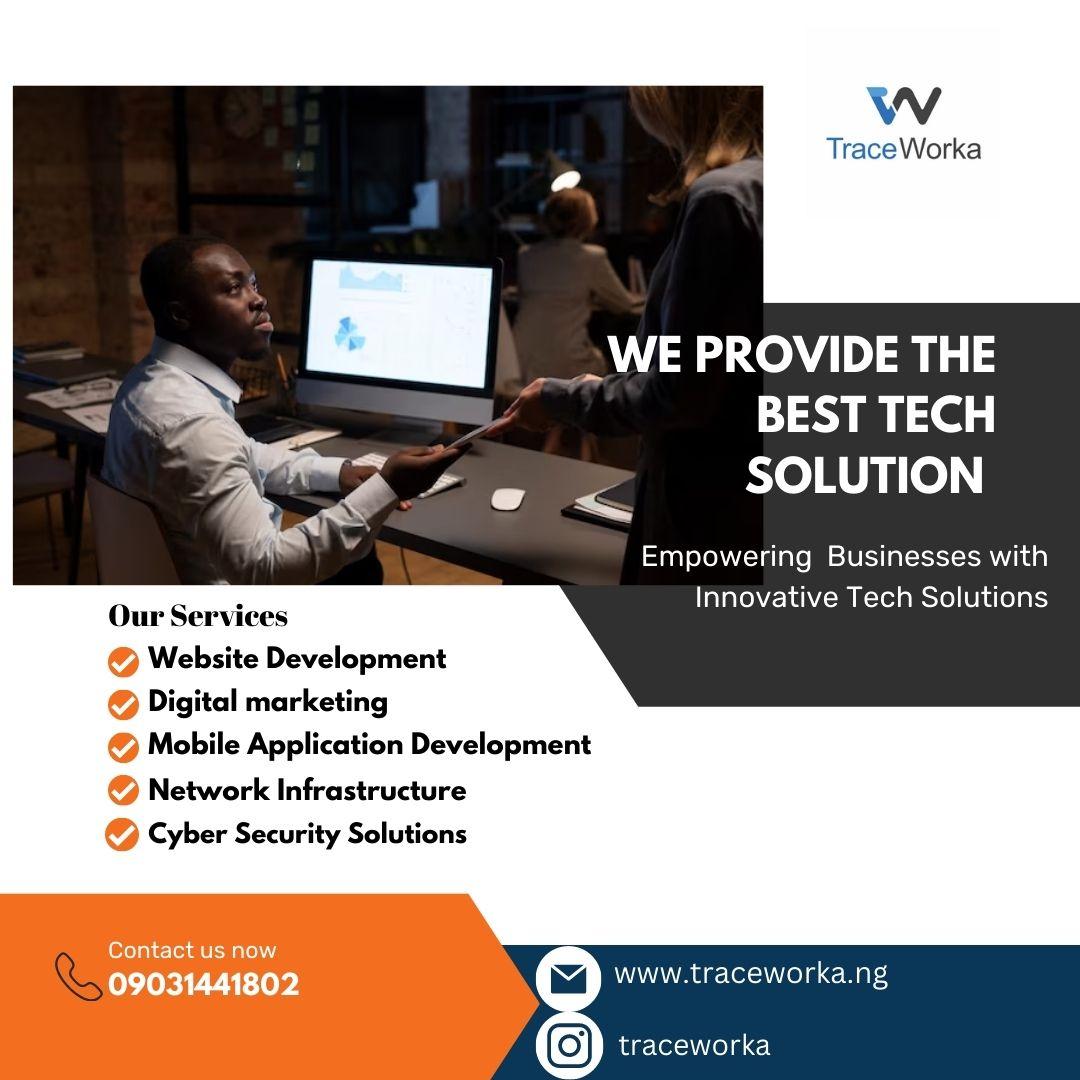 TraceWorka
WE PROVIDE THE
BEST TECH
SOLUTION
Empowering Businesses with
Innovative Tech Solutions
Our Services
Website Development
Digital marketing
Mobile Application Development
Network Infrastructure
Cyber Security Solutions
Contact us now
09031441802
www.traceworka.ng
traceworka